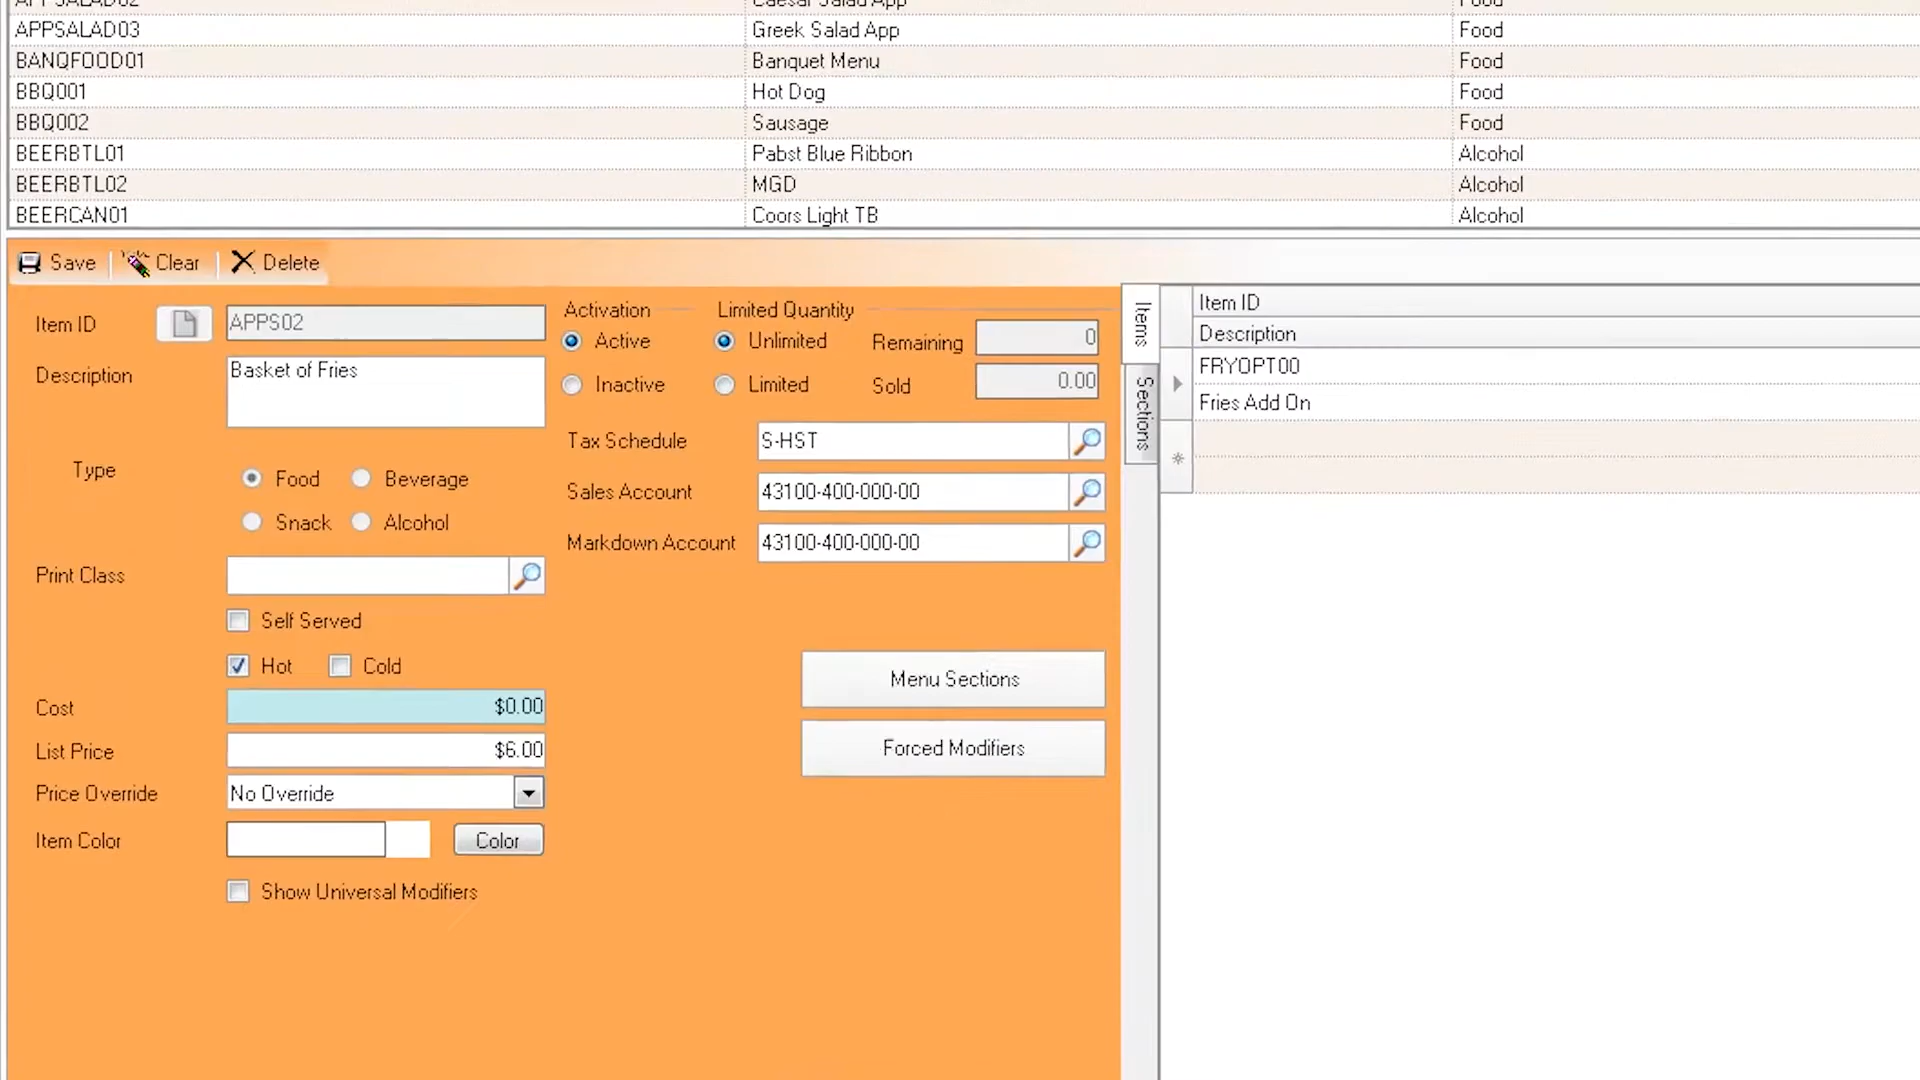 APPSALAD02 Caesar Salad App Food
APPSALAD03 Greek Salad App Food
BANQFOOD01 Banquet Menu Food
BBQ001 Hot Dog Food
BBQ002 Sausage Food
BEERBTL01 Pabst Blue Ribbon Alcohol
BEERBTL02 MGD Alcohol
BEERCAN01 Coors Light TB Alcohol
Save Clear Delete
Item ID APPS02
Description Basket of Fries
Type
Food Beverage
Snack Alcohol
Print Class
Self Served
Hot Cold
Cost $0.00
List Price $6.00
Price Override No Override
Item Color Color
Show Universal Modifiers
Activation
Active
Inactive
Limited Quantity
Unlimited Remaining 0
Limited Sold 0.00
Tax Schedule S-HST
Sales Account 43100-400-000-00
Markdown Account 43100-400-000-00
Menu Sections
Forced Modifiers
Items
Sections
Item ID
Description
FRYOPT00
Fries Add On